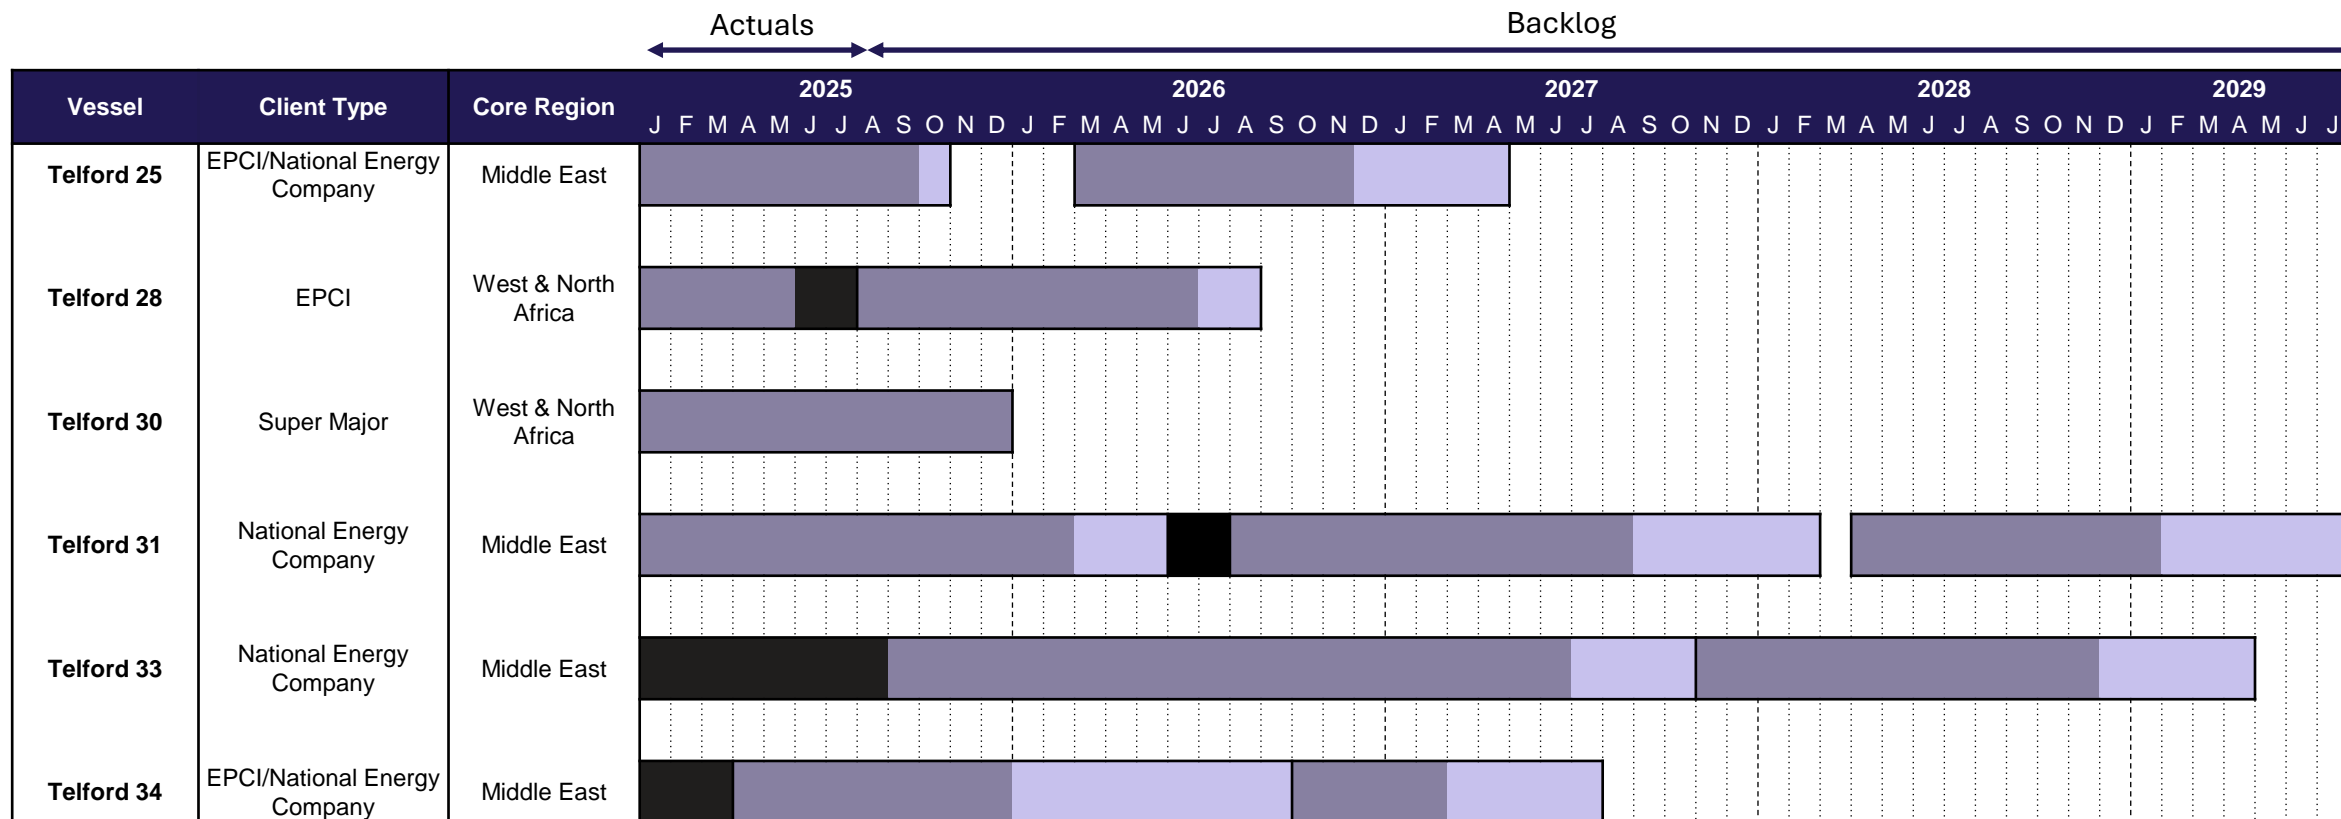 Actuals
Backlog
Vessel
Client Type
Core Region
2025
2026
2027
2028
2029
J F M A M J J A S O N D J F M A M J J A S O N D J F M A M J J A S O N D J F M A M J J A S O N D J F M A M J J
Telford 25
EPCI/National Energy
Company
Middle East
Telford 28
EPCI
West & North
Africa
Telford 30
Super Major
West & North
Africa
Telford 31
National Energy
Company
Middle East
Telford 33
National Energy
Company
Middle East
Telford 34
EPCI/National Energy
Company
Middle East